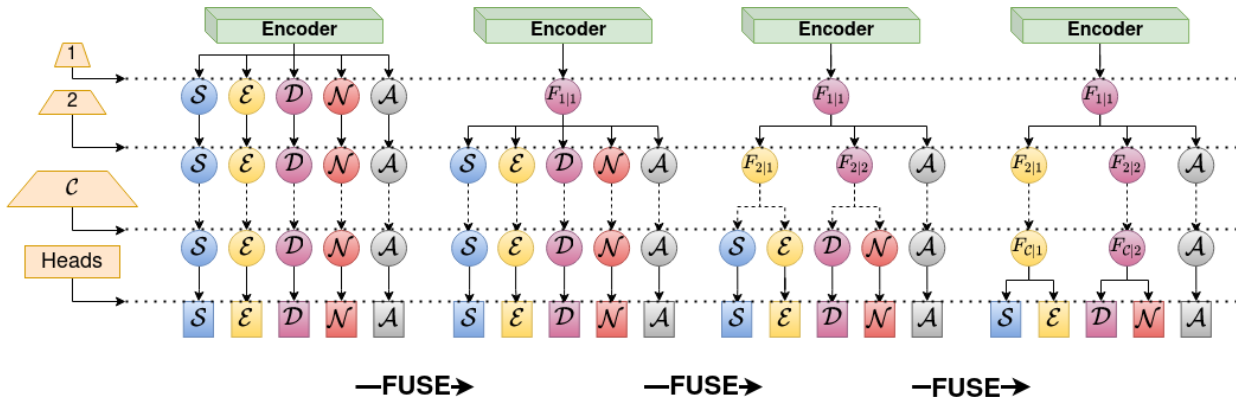 Encoder Encoder Encoder Encoder
1
S E D N A F1|1 F1|1 F1|1
2
S E D N A S E D N A F2|1 F2|2 A F2|1 F2|2 A
C
S E D N A S E D N A S E D N A FC|1 FC|2 A
Heads
S E D N A S E D N A S E D N A S E D N A
FUSE FUSE FUSE